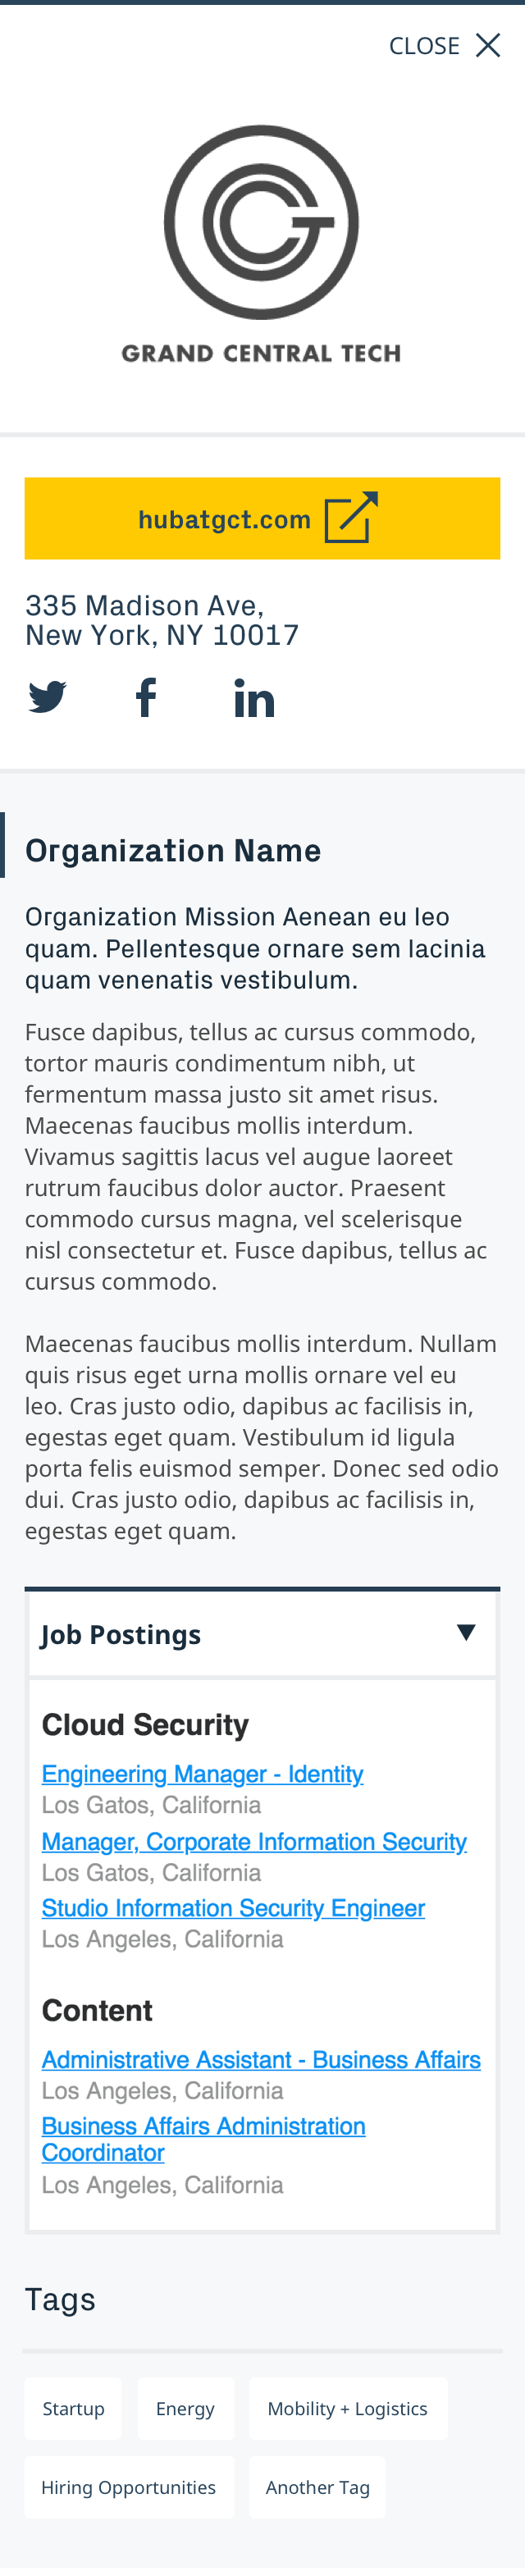 CLOSE
GRAND CENTRAL TECH
hubatgct.com
335 Madison Ave,
New York, NY 10017
Organization Name
Organization Mission Aenean eu leo
quam. Pellentesque ornare sem lacinia
quam venenatis vestibulum.
Fusce dapibus, tellus ac cursus commodo,
tortor mauris condimentum nibh, ut
fermentum massa justo sit amet risus.
Maecenas faucibus mollis interdum.
Vivamus sagittis lacus vel augue laoreet
rutrum faucibus dolor auctor. Praesent
commodo cursus magna, vel scelerisque
nisl consectetur et. Fusce dapibus, tellus ac
cursus commodo.
Maecenas faucibus mollis interdum. Nullam
quis risus eget urna mollis ornare vel eu
leo. Cras justo odio, dapibus ac facilisis in,
egestas eget quam. Vestibulum id ligula
porta felis euismod semper. Donec sed odio
dui. Cras justo odio, dapibus ac facilisis in,
egestas eget quam.
Job Postings
Cloud Security
Engineering Manager - Identity
Los Gatos, California
Manager, Corporate Information Security
Los Gatos, California
Studio Information Security Engineer
Los Angeles, California
Content
Administrative Assistant - Business Affairs
Los Angeles, California
Business Affairs Administration
Coordinator
Los Angeles, California
Tags
Startup Energy Mobility + Logistics
Hiring Opportunities Another Tag